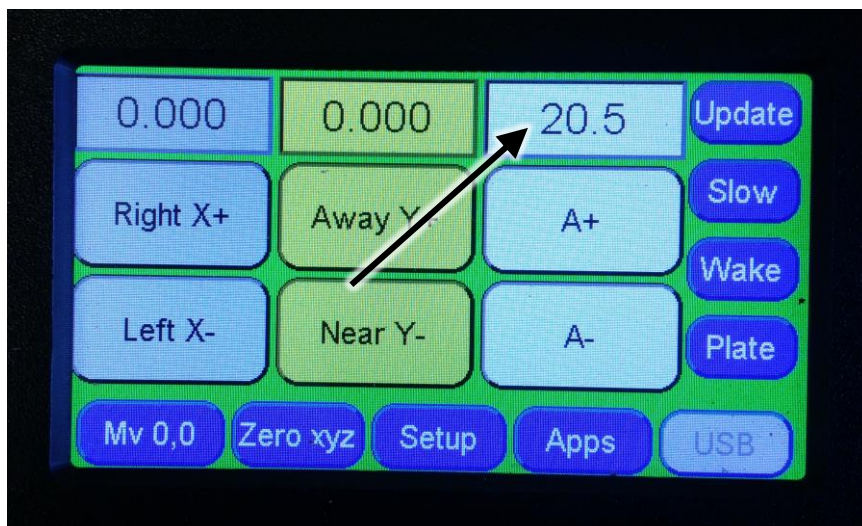 0.000 0.000 20.5 Update
Right X+ Away Y+ A+ Slow
Wake
Left X- Near Y- A- Plate
Mv 0,0 Zero xyz Setup Apps USB